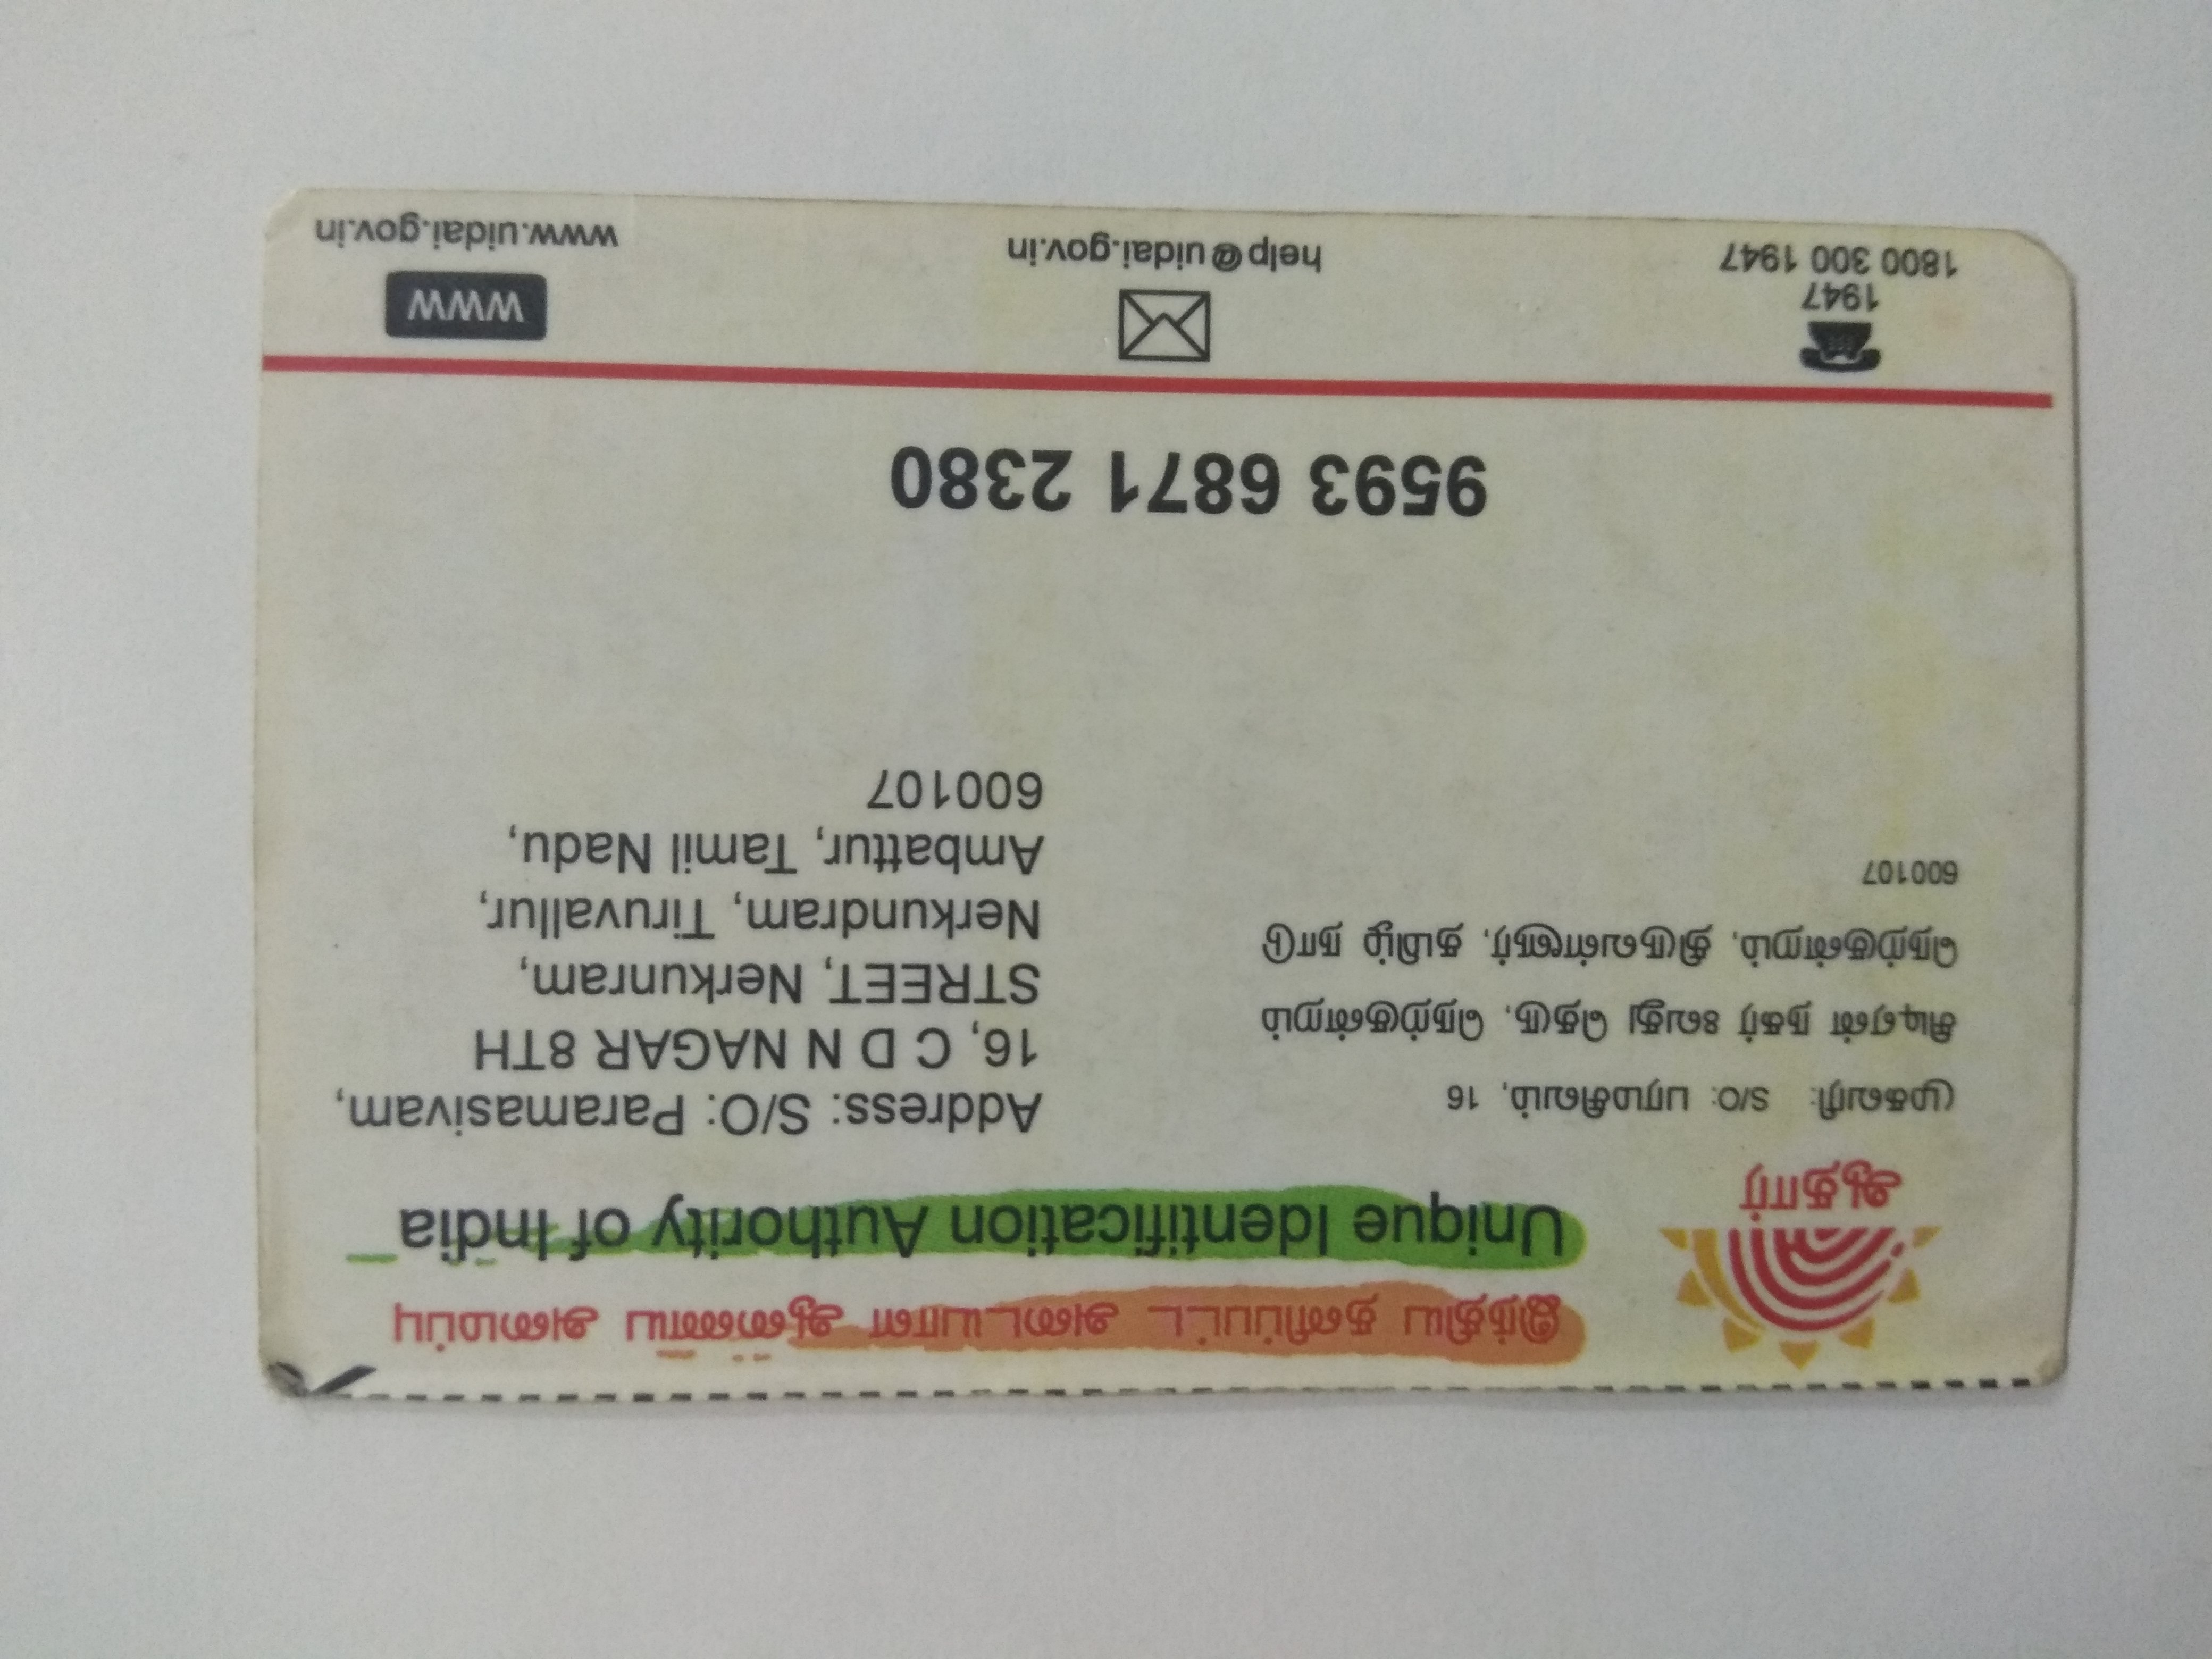 இந்திய தனிப்பட்ட அடையாள ஆணைய அமைப்பு
Unique Identification Authority of India
ஆதார்
முகவரி: S/O: பரமசிவம், 16
சிடிஎன் நகர் 8வது தெரு, நெற்குன்றம்
நெற்குன்றம், திருவள்ளூர், தமிழ் நாடு
600107
Address: S/O: Paramasivam,
16, C D N NAGAR 8TH
STREET, Nerkunram,
Nerkundram, Tiruvallur,
Ambattur, Tamil Nadu,
600107
9593 6871 2380
1947
1800 300 1947
help@uidai.gov.in
WWW
www.uidai.gov.in